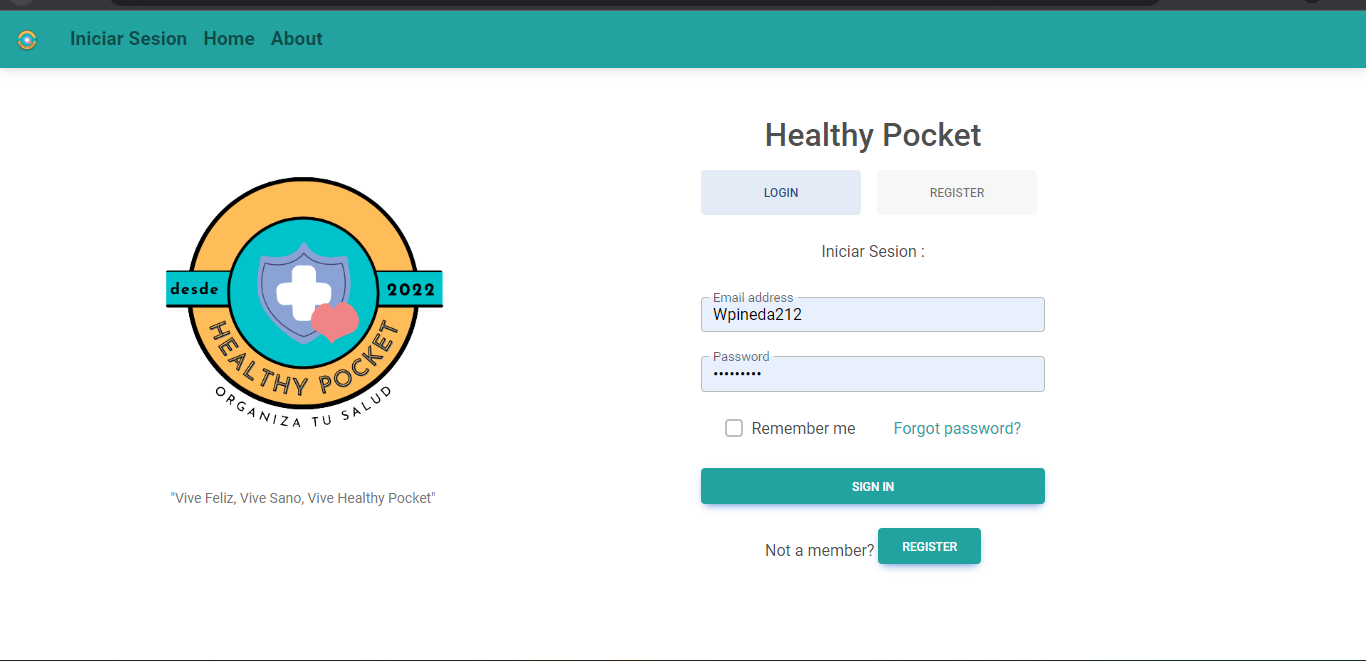 Iniciar Sesion Home About
desde 2022
HEALTHY POCKET
ORGANIZA TU SALUD
"Vive Feliz, Vive Sano, Vive Healthy Pocket"
Healthy Pocket
LOGIN REGISTER
Iniciar Sesion :
Email address
Wpineda212
Password
•••••••••
Remember me Forgot password?
SIGN IN
Not a member? REGISTER